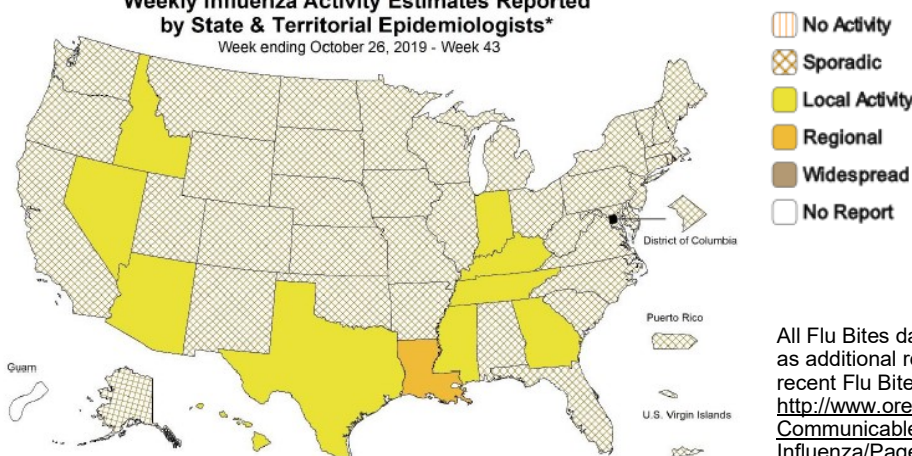 Weekly Influenza Activity Estimates Reported
by State & Territorial Epidemiologists*
Week ending October 26, 2019 - Week 43
No Activity
Sporadic
Local Activity
Regional
Widespread
No Report
District of Columbia
Puerto Rico
Guam
U.S. Virgin Islands
All Flu Bites da
as additional re
recent Flu Bite
http://www.ore
Communicable
Influenza/Page